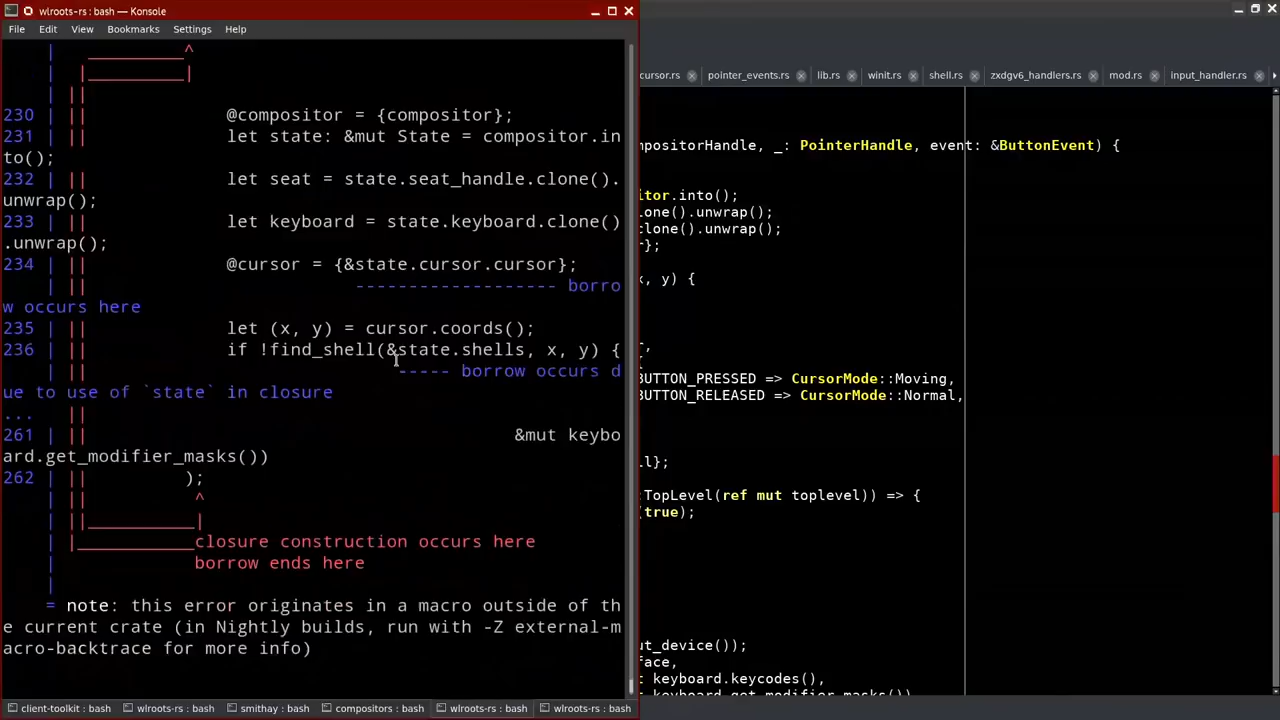 wlroots-rs : bash — Konsole
File Edit View Bookmarks Settings Help
230 | || @compositor = {compositor};
231 | || let state: &mut State = compositor.in
to();
232 | || let seat = state.seat_handle.clone().
unwrap();
233 | || let keyboard = state.keyboard.clone()
.unwrap();
234 | || @cursor = {&state.cursor.cursor};
| || ------------------- borro
w occurs here
235 | || let (x, y) = cursor.coords();
236 | || if !find_shell(&state.shells, x, y) {
| || ----- borrow occurs d
ue to use of `state` in closure
... ||
261 | || &mut keybo
ard.get_modifier_masks())
262 | || );
| || ^
| ||__________|
| |___________closure construction occurs here
| borrow ends here
|
= note: this error originates in a macro outside of th
e current crate (in Nightly builds, run with -Z external-m
acro-backtrace for more info)
client-toolkit : bash wlroots-rs : bash smithay : bash compositors : bash wlroots-rs : bash wlroots-rs : bash
cursor.rs pointer_events.rs lib.rs winit.rs shell.rs zxdgv6_handlers.rs mod.rs input_handler.rs
mpositorHandle, _: PointerHandle, event: &ButtonEvent) {
itor.into();
lone().unwrap();
clone().unwrap();
r};
x, y) {
r,
{
BUTTON_PRESSED => CursorMode::Moving,
BUTTON_RELEASED => CursorMode::Normal,
ll};
:TopLevel(ref mut toplevel)) => {
(true);
ut_device());
face,
t keyboard.keycodes(),
t keyboard.get_modifier_masks())